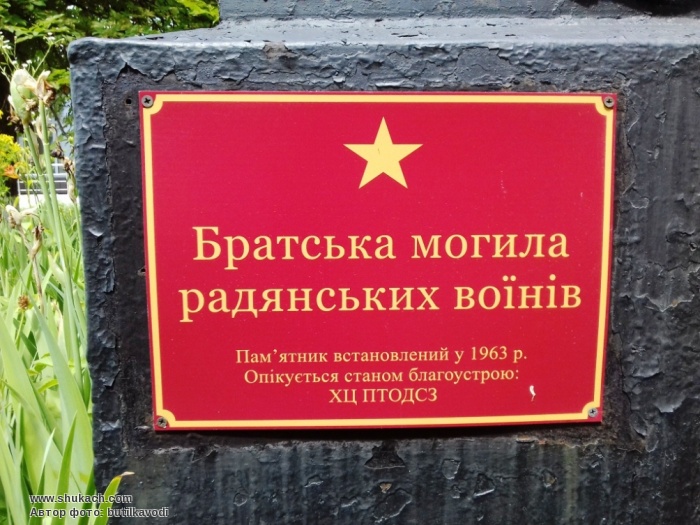 Братська могила
радянських воїнів
Пам’ятник встановлений у 1963 р.
Опікується станом благоустрою:
ХЦ ПТОДСЗ
www.shukach.com
Автор фото: butilkavodi